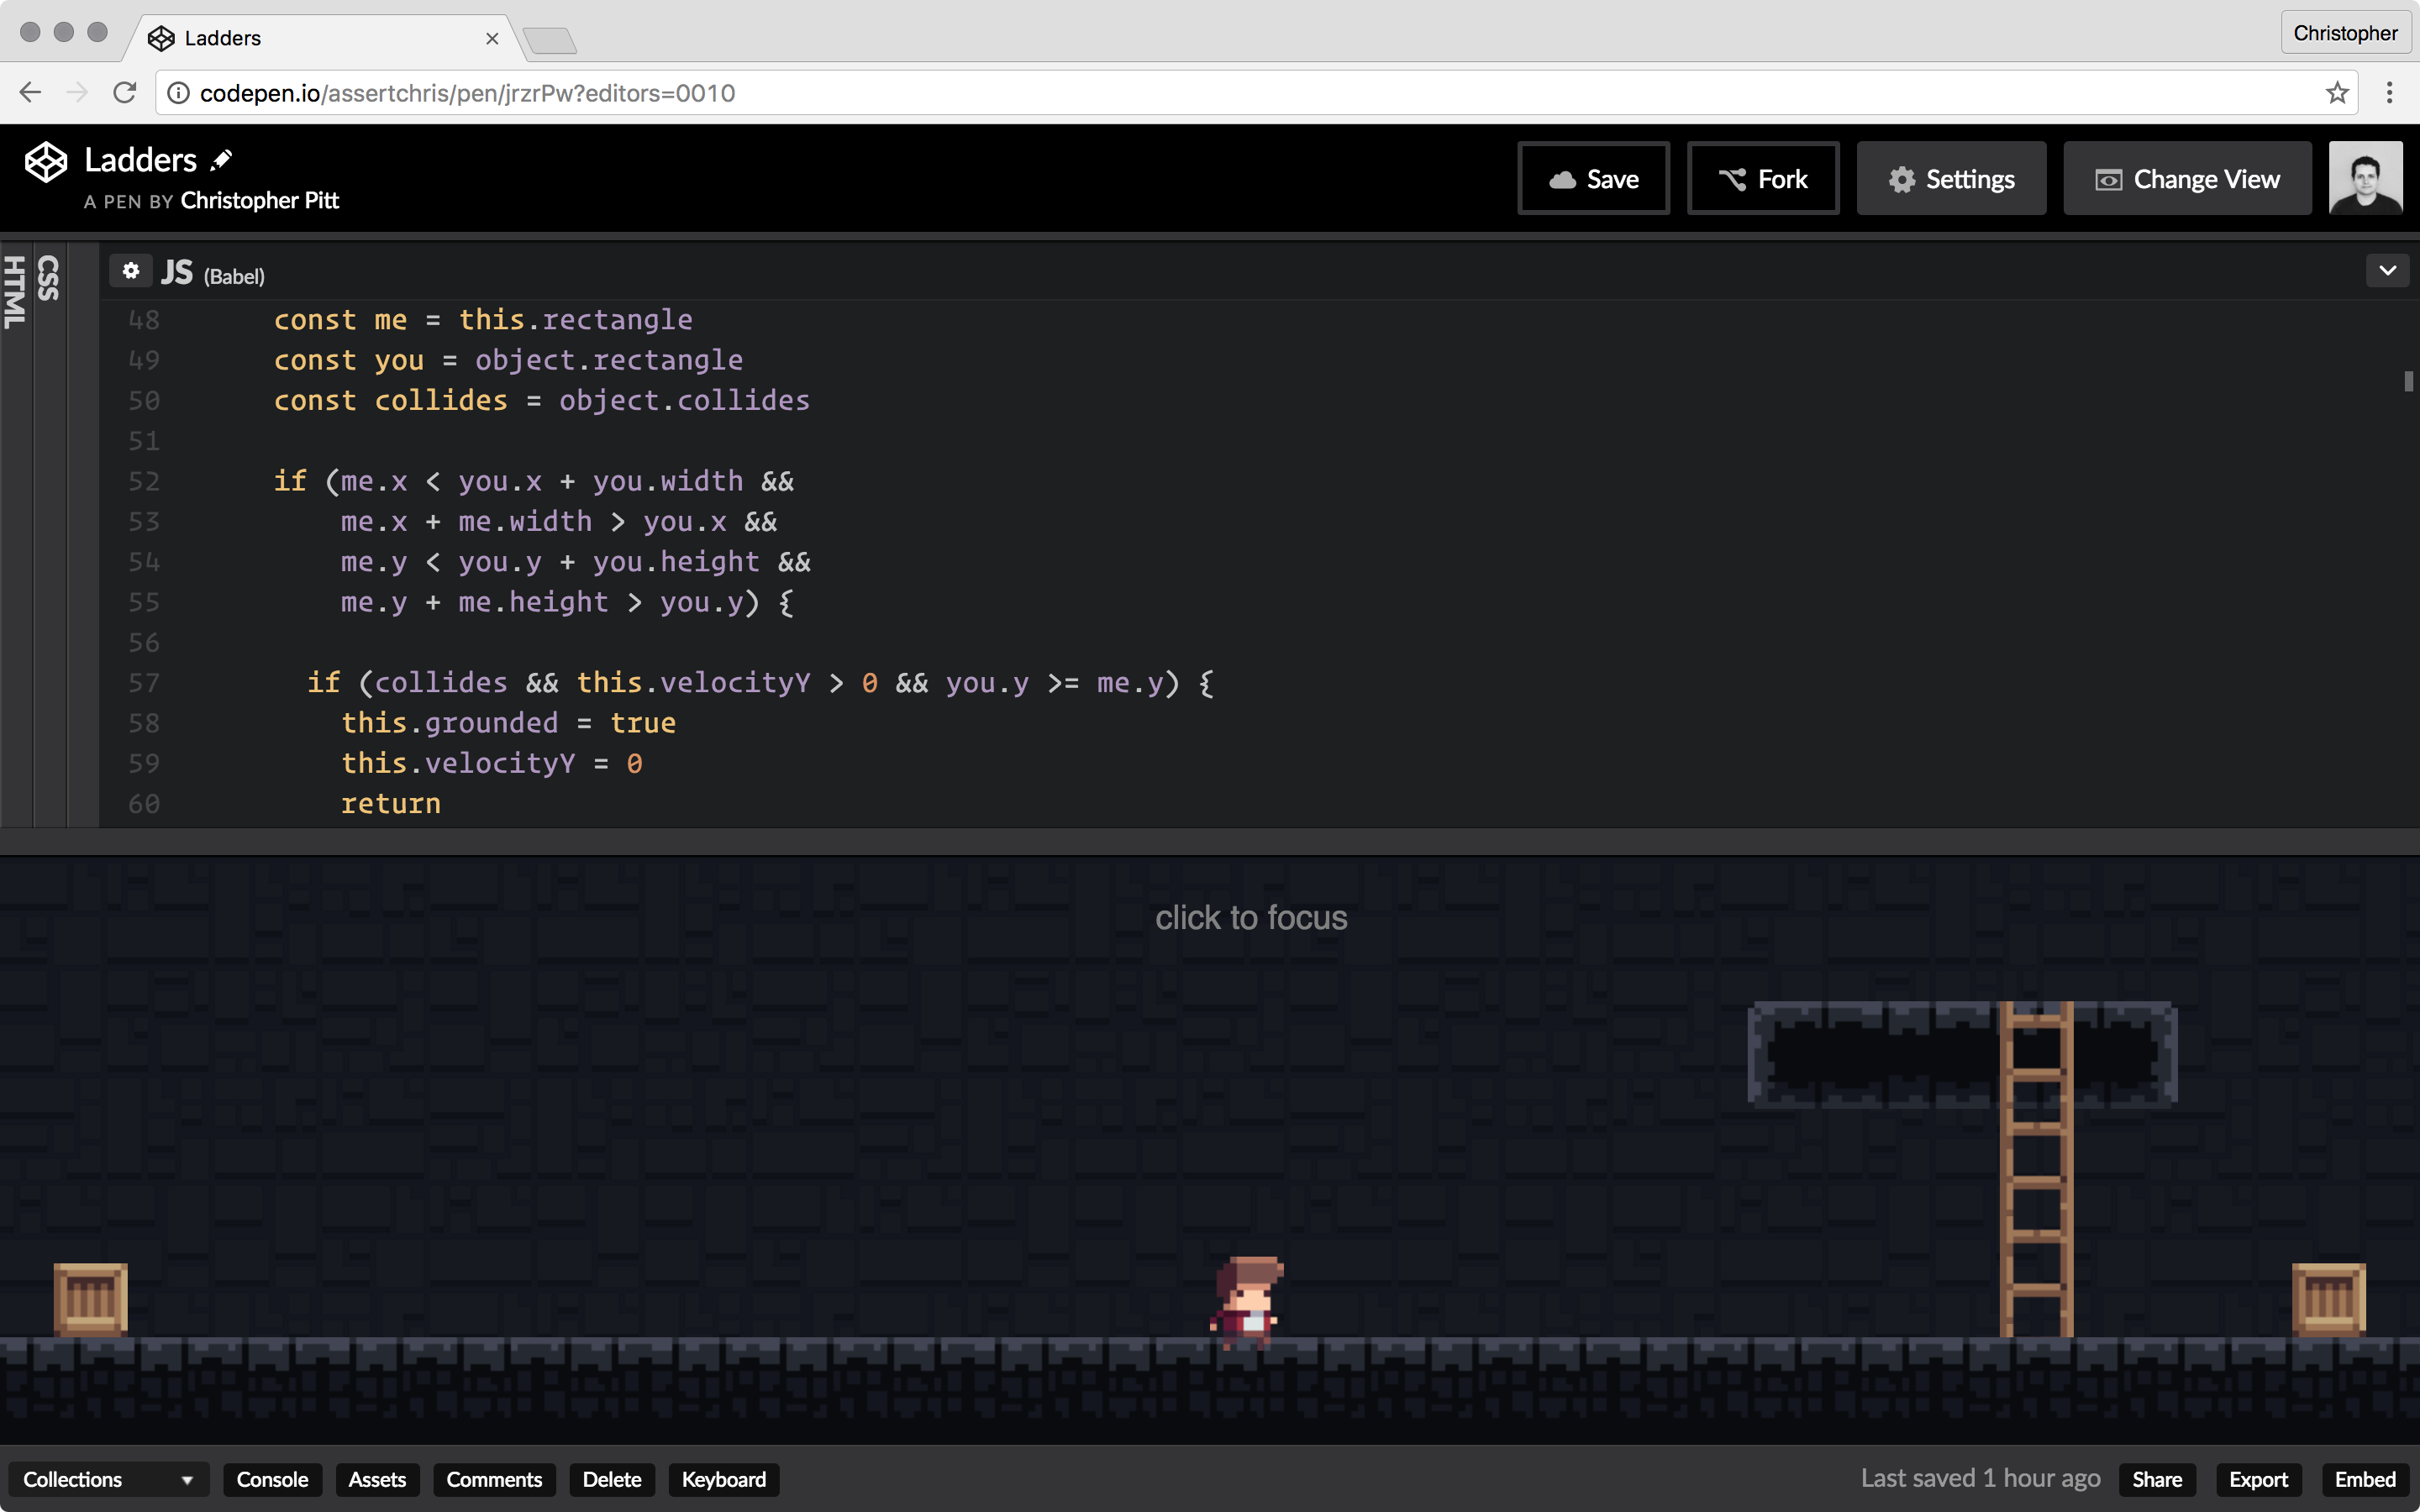 Ladders
Christopher
codepen.io/assertchris/pen/jrzrPw?editors=0010
Ladders
A PEN BY Christopher Pitt
Save
Fork
Settings
Change View
HTML
CSS
JS (Babel)
48 const me = this.rectangle
49 const you = object.rectangle
50 const collides = object.collides
51
52 if (me.x < you.x + you.width &&
53 me.x + me.width > you.x &&
54 me.y < you.y + you.height &&
55 me.y + me.height > you.y) {
56
57 if (collides && this.velocityY > 0 && you.y >= me.y) {
58 this.grounded = true
59 this.velocityY = 0
60 return
click to focus
Collections
Console
Assets
Comments
Delete
Keyboard
Last saved 1 hour ago
Share
Export
Embed